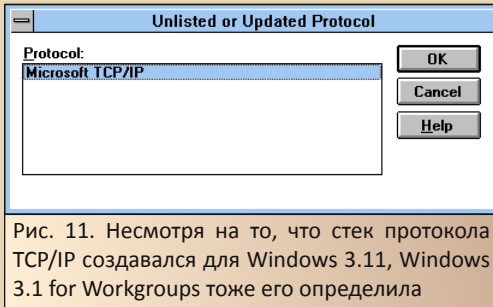 Unlisted or Updated Protocol
Protocol:
Microsoft TCP/IP
OK
Cancel
Help
Рис. 11. Несмотря на то, что стек протокола
TCP/IP создавался для Windows 3.11, Windows
3.1 for Workgroups тоже его определила